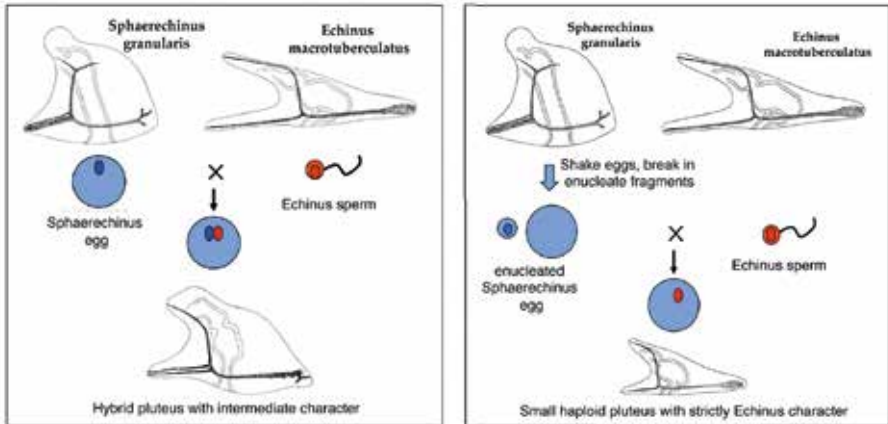 Sphaerechinus
granularis
Echinus
macrotuberculatus
Sphaerechinus
egg
×
Echinus sperm
Hybrid pluteus with intermediate character
Sphaerechinus
granularis
Echinus
macrotuberculatus
Shake eggs, break in
enucleate fragments
enucleated
Sphaerechinus
egg
×
Echinus sperm
Small haploid pluteus with strictly Echinus character